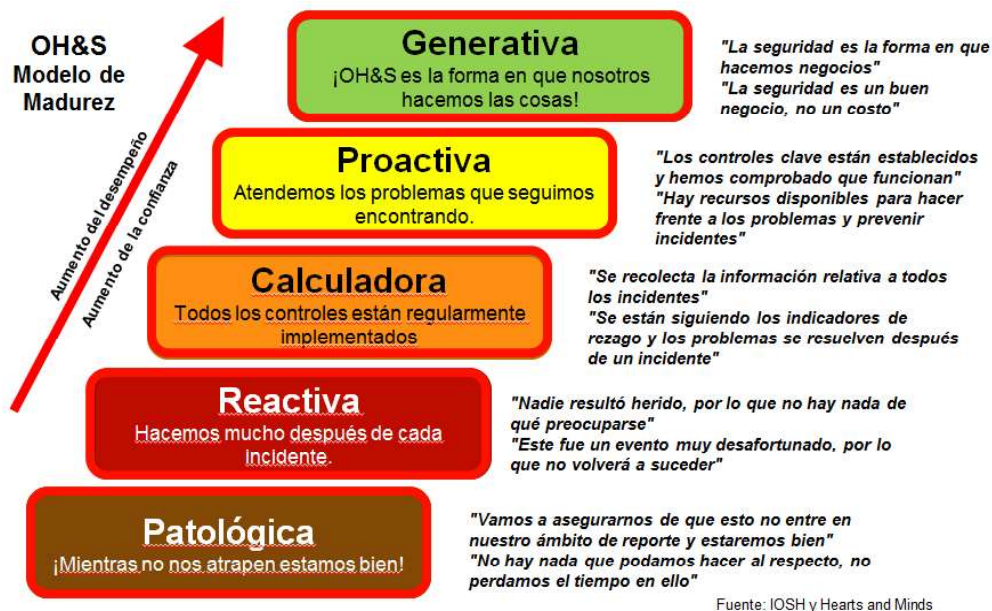 OH&S
Modelo de
Madurez
Aumento del desempeño
Aumento de la confianza
Generativa
¡OH&S es la forma en que nosotros
hacemos las cosas!
"La seguridad es la forma en que
hacemos negocios"
"La seguridad es un buen
negocio, no un costo"
Proactiva
Atendemos los problemas que seguimos
encontrando.
"Los controles clave están establecidos
y hemos comprobado que funcionan"
"Hay recursos disponibles para hacer
frente a los problemas y prevenir
incidentes"
Calculadora
Todos los controles están regularmente
implementados
"Se recolecta la información relativa a todos
los incidentes"
"Se están siguiendo los indicadores de
rezago y los problemas se resuelven después
de un incidente"
Reactiva
Hacemos mucho después de cada
incidente.
"Nadie resultó herido, por lo que no hay nada de
qué preocuparse"
"Este fue un evento muy desafortunado, por lo
que no volverá a suceder"
Patológica
¡Mientras no nos atrapen estamos bien!
"Vamos a asegurarnos de que esto no entre en
nuestro ámbito de reporte y estaremos bien"
"No hay nada que podamos hacer al respecto, no
perdamos el tiempo en ello"
Fuente: IOSH y Hearts and Minds